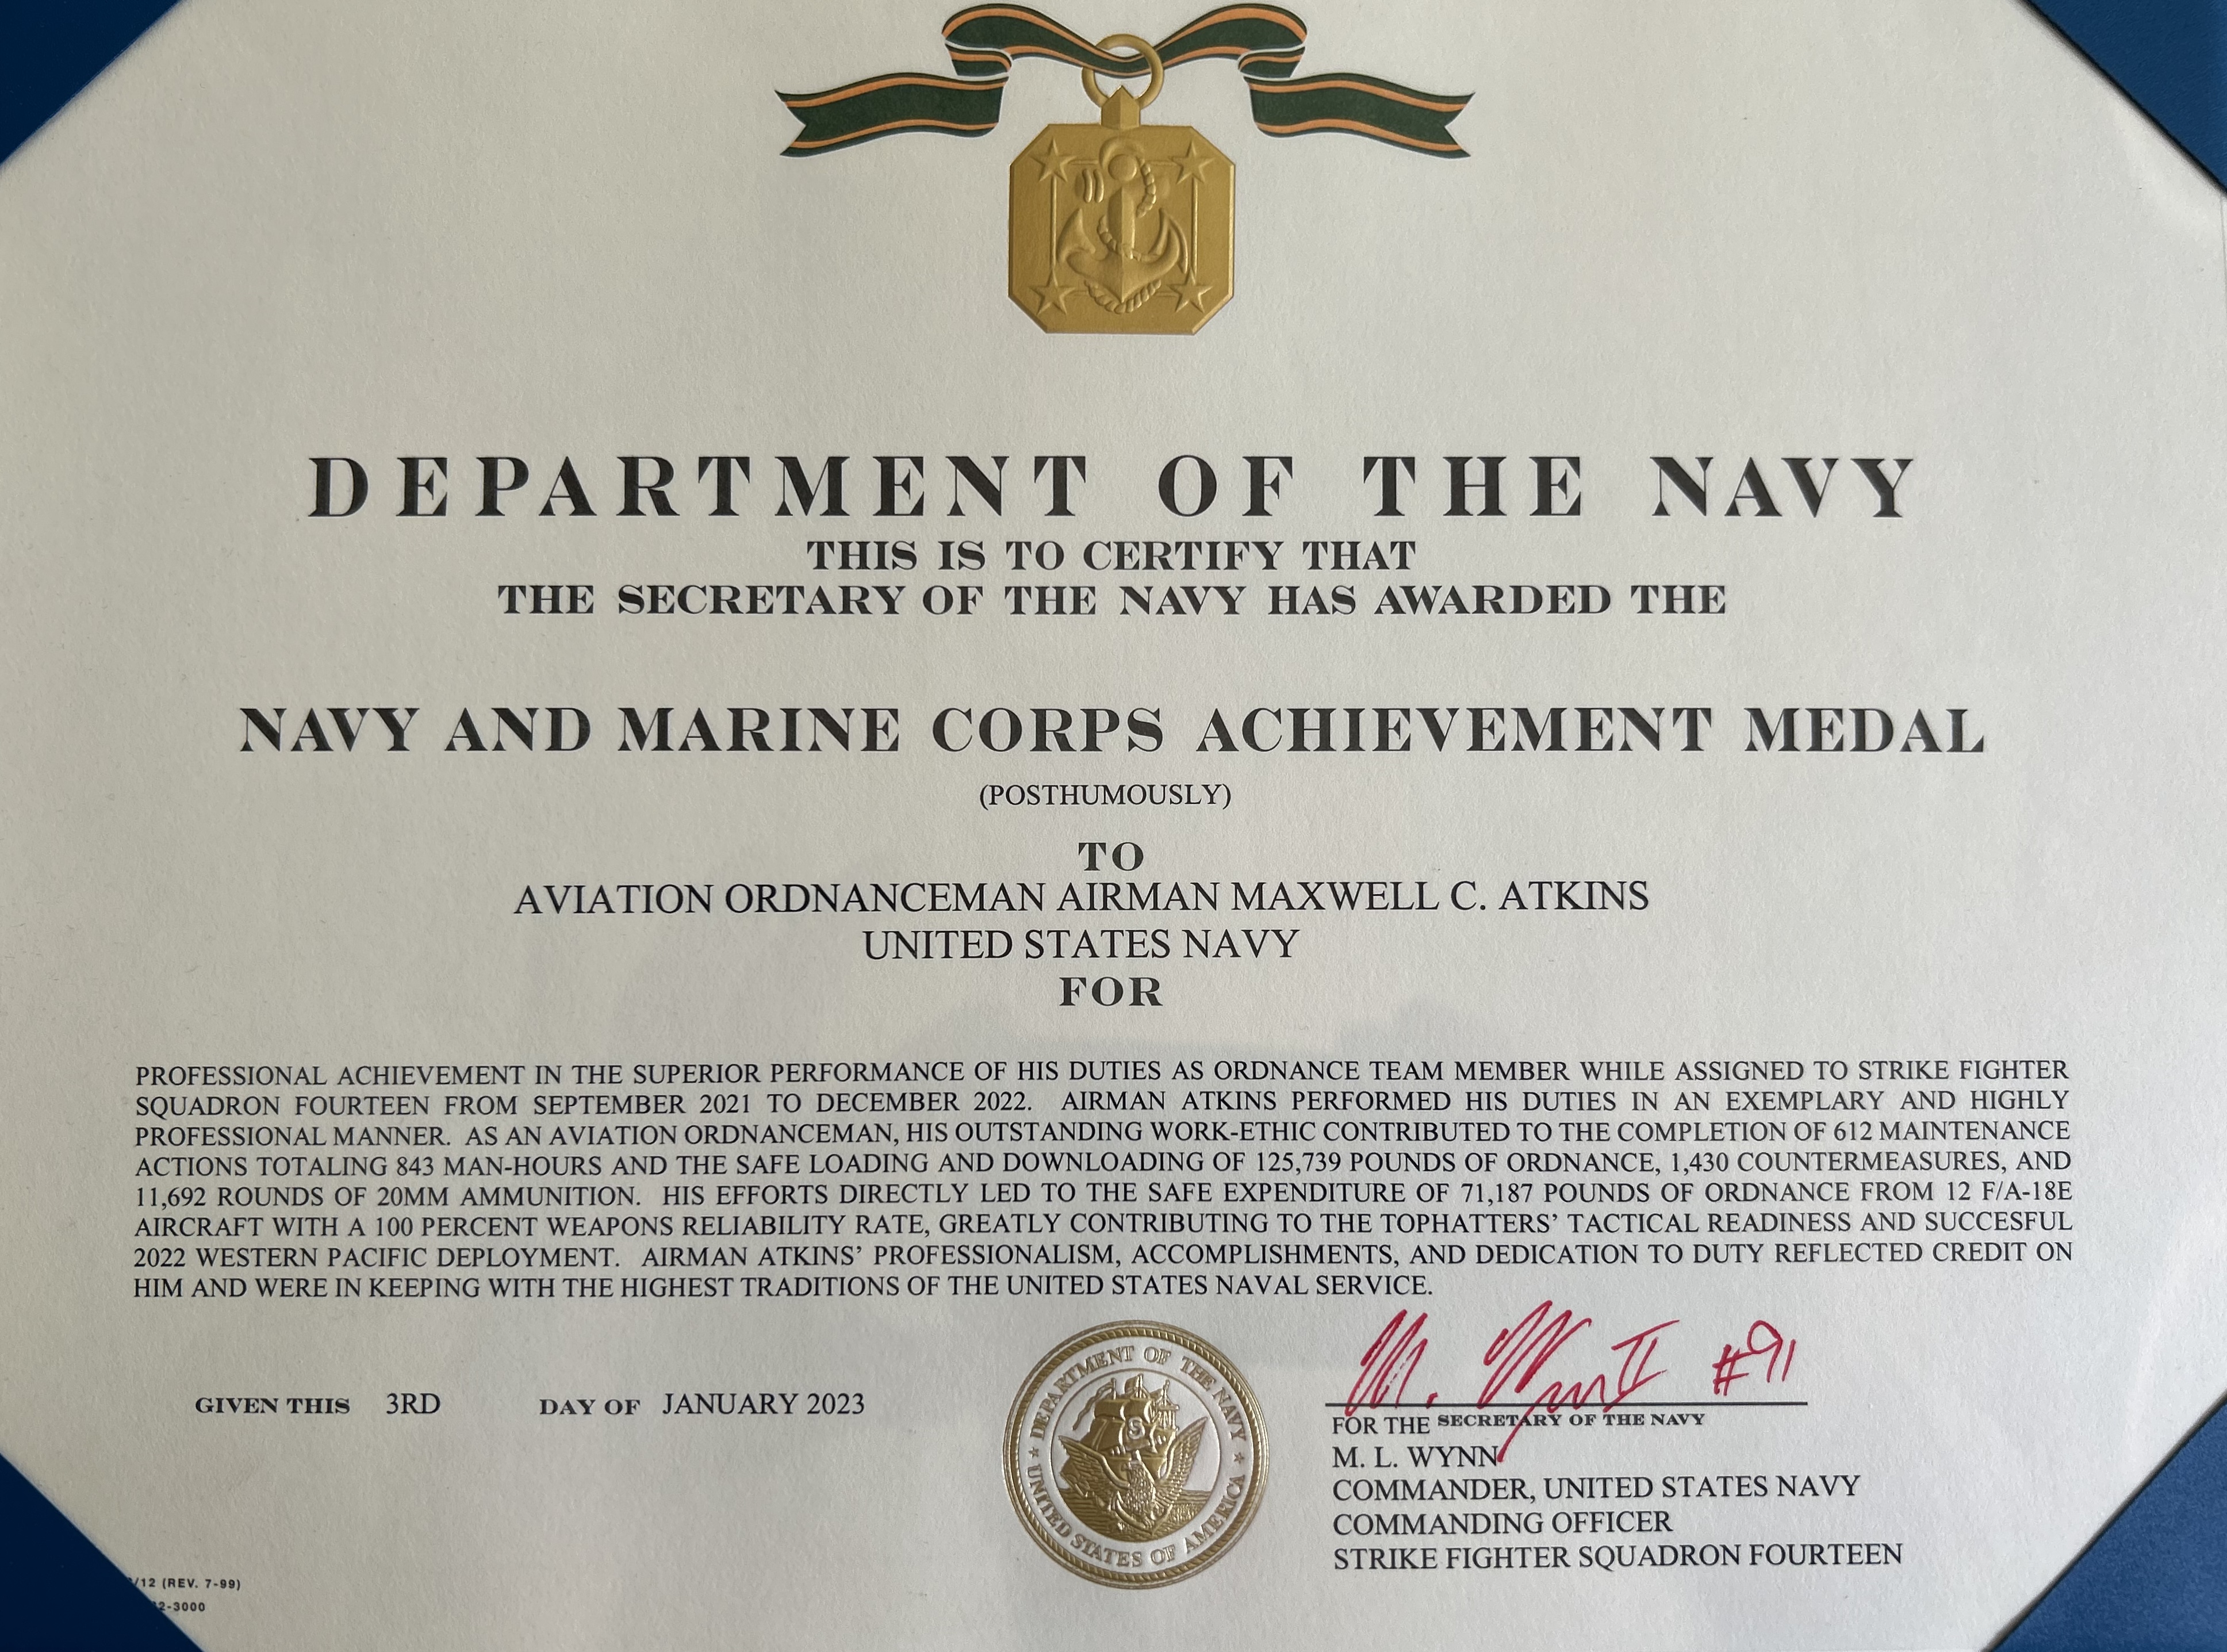 DEPARTMENT OF THE NAVY
THIS IS TO CERTIFY THAT
THE SECRETARY OF THE NAVY HAS AWARDED THE
NAVY AND MARINE CORPS ACHIEVEMENT MEDAL
(POSTHUMOUSLY)
TO
AVIATION ORDNANCEMAN AIRMAN MAXWELL C. ATKINS
UNITED STATES NAVY
FOR
PROFESSIONAL ACHIEVEMENT IN THE SUPERIOR PERFORMANCE OF HIS DUTIES AS ORDNANCE TEAM MEMBER WHILE ASSIGNED TO STRIKE FIGHTER
SQUADRON FOURTEEN FROM SEPTEMBER 2021 TO DECEMBER 2022. AIRMAN ATKINS PERFORMED HIS DUTIES IN AN EXEMPLARY AND HIGHLY
PROFESSIONAL MANNER. AS AN AVIATION ORDNANCEMAN, HIS OUTSTANDING WORK-ETHIC CONTRIBUTED TO THE COMPLETION OF 612 MAINTENANCE
ACTIONS TOTALING 843 MAN-HOURS AND THE SAFE LOADING AND DOWNLOADING OF 125,739 POUNDS OF ORDNANCE, 1,430 COUNTERMEASURES, AND
11,692 ROUNDS OF 20MM AMMUNITION. HIS EFFORTS DIRECTLY LED TO THE SAFE EXPENDITURE OF 71,187 POUNDS OF ORDNANCE FROM 12 F/A-18E
AIRCRAFT WITH A 100 PERCENT WEAPONS RELIABILITY RATE, GREATLY CONTRIBUTING TO THE TOPHATTERS' TACTICAL READINESS AND SUCCESFUL
2022 WESTERN PACIFIC DEPLOYMENT. AIRMAN ATKINS' PROFESSIONALISM, ACCOMPLISHMENTS, AND DEDICATION TO DUTY REFLECTED CREDIT ON
HIM AND WERE IN KEEPING WITH THE HIGHEST TRADITIONS OF THE UNITED STATES NAVAL SERVICE.
GIVEN THIS 3RD DAY OF JANUARY 2023
DEPARTMENT OF THE NAVY
UNITED STATES OF AMERICA
M. Wynn II #91
FOR THE SECRETARY OF THE NAVY
M. L. WYNN
COMMANDER, UNITED STATES NAVY
COMMANDING OFFICER
STRIKE FIGHTER SQUADRON FOURTEEN
/12 (REV. 7-99)
2-3000